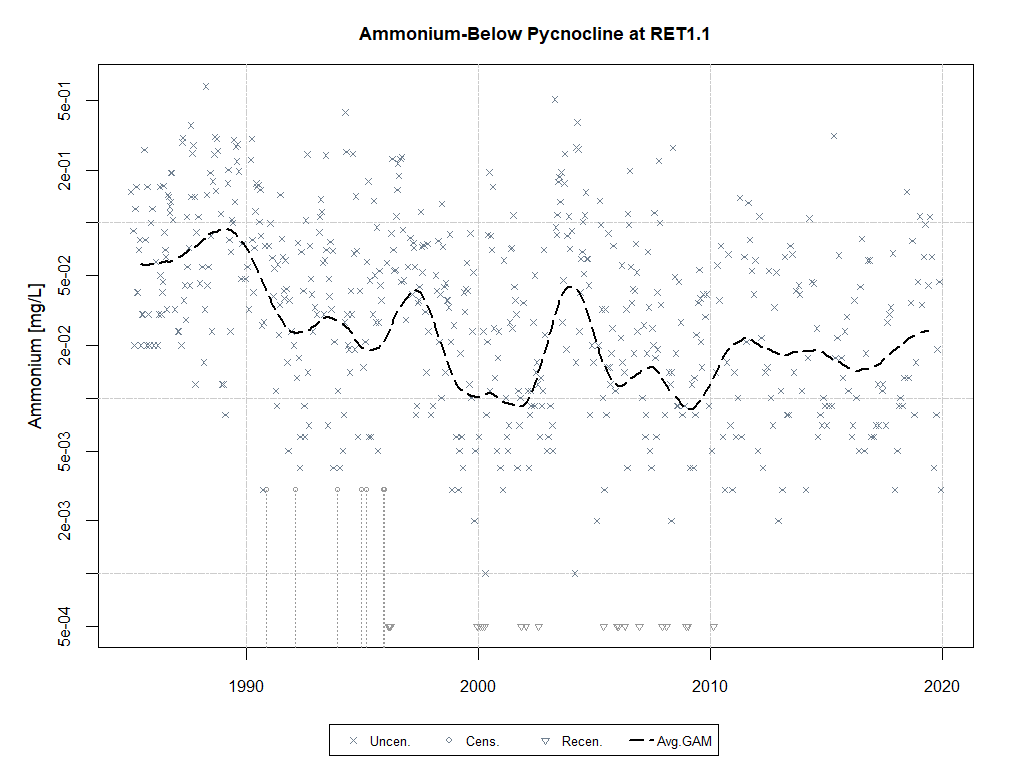 Ammonium-Below Pycnocline at RET1.1
Ammonium [mg/L]
5e-01
2e-01
5e-02
2e-02
5e-03
2e-03
5e-04
1990 2000 2010 2020
Uncen. Cens. Recen. Avg.GAM